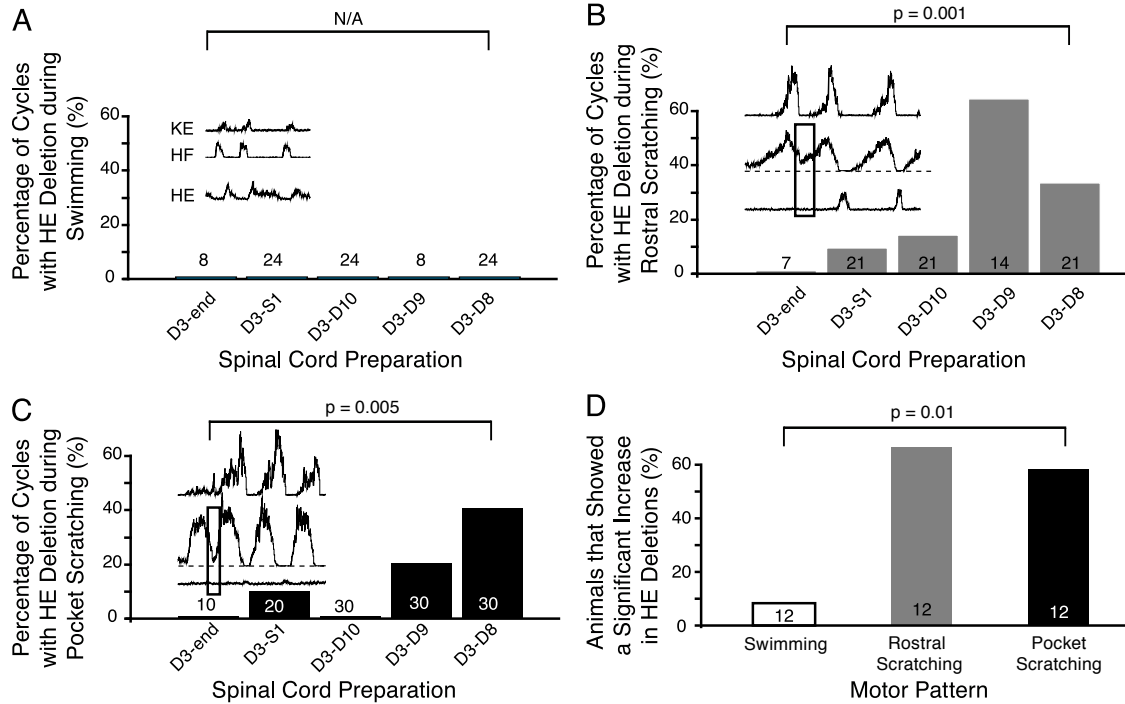 A
N/A
Percentage of Cycles
with HE Deletion during
Swimming (%)
60
40
20
0
KE
HF
HE
8
24
24
8
24
D3-end
D3-S1
D3-D10
D3-D9
D3-D8
Spinal Cord Preparation
B
p = 0.001
Percentage of Cycles
with HE Deletion during
Rostral Scratching (%)
60
40
20
0
7
21
21
14
21
D3-end
D3-S1
D3-D10
D3-D9
D3-D8
Spinal Cord Preparation
C
p = 0.005
Percentage of Cycles
with HE Deletion during
Pocket Scratching (%)
60
40
20
0
10
20
30
30
30
D3-end
D3-S1
D3-D10
D3-D9
D3-D8
Spinal Cord Preparation
D
p = 0.01
Animals that Showed
a Significant Increase
in HE Deletions (%)
60
40
20
0
12
12
12
Swimming
Rostral
Scratching
Pocket
Scratching
Motor Pattern